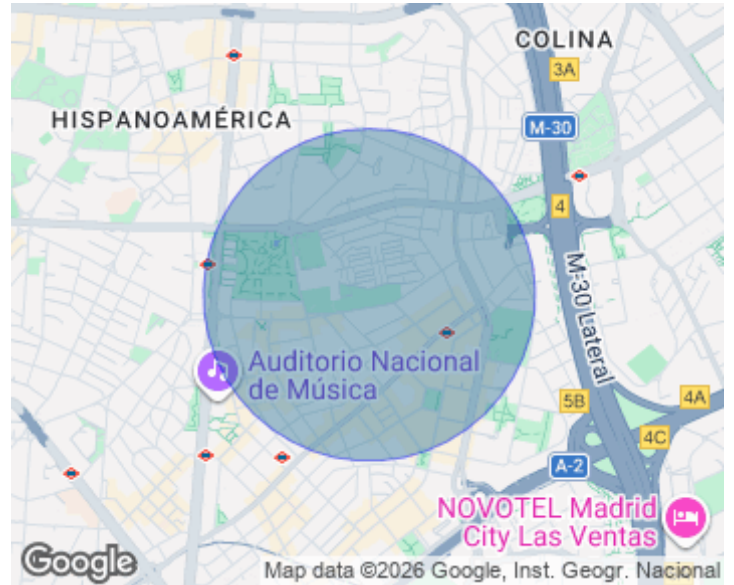 COLINA
3A
HISPANOAMÉRICA
M-30
4
M-30 Lateral
Auditorio Nacional
de Música
5B
4A
4C
A-2
NOVOTEL Madrid
City Las Ventas
Google
Map data ©2026 Google, Inst. Geogr. Nacional